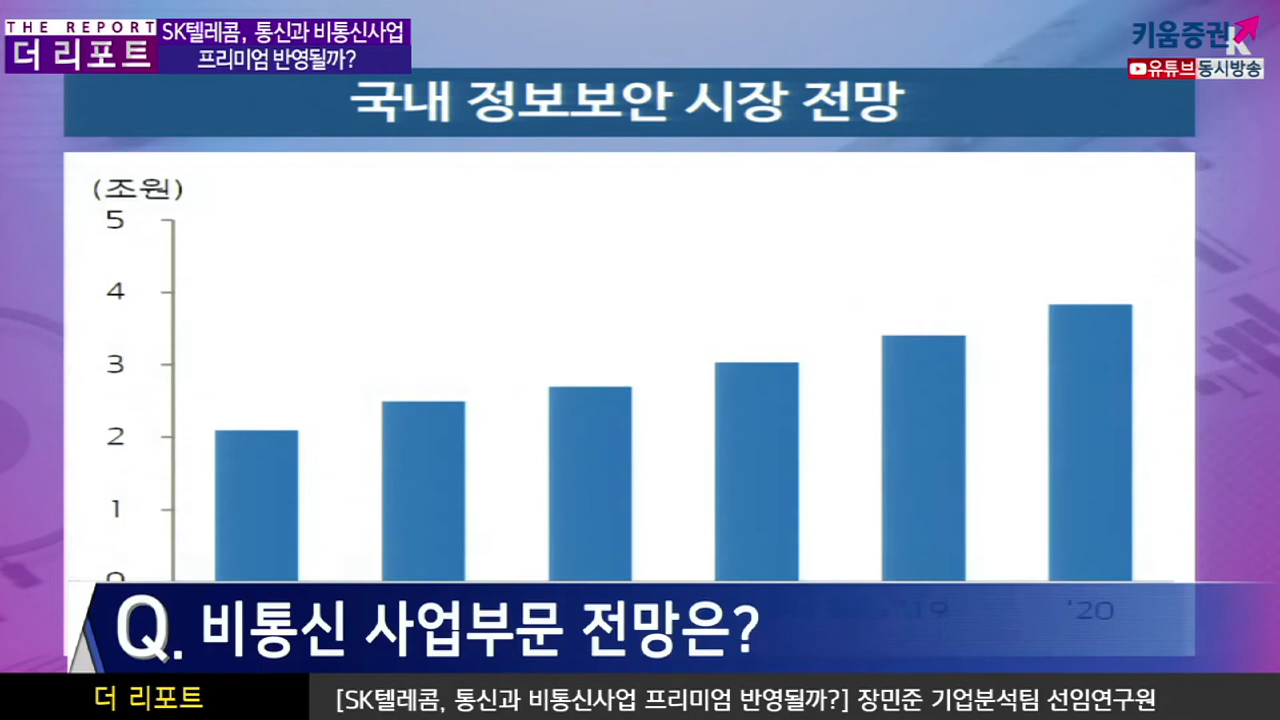 THE REPORT
더 리포트
SK텔레콤, 통신과 비통신사업
프리미엄 반영될까?
키움증권
유튜브 동시방송
국내 정보보안 시장 전망
(조원)
5
4
3
2
1
0
'19
'20
Q. 비통신 사업부문 전망은?
더 리포트
[SK텔레콤, 통신과 비통신사업 프리미엄 반영될까?] 장민준 기업분석팀 선임연구원